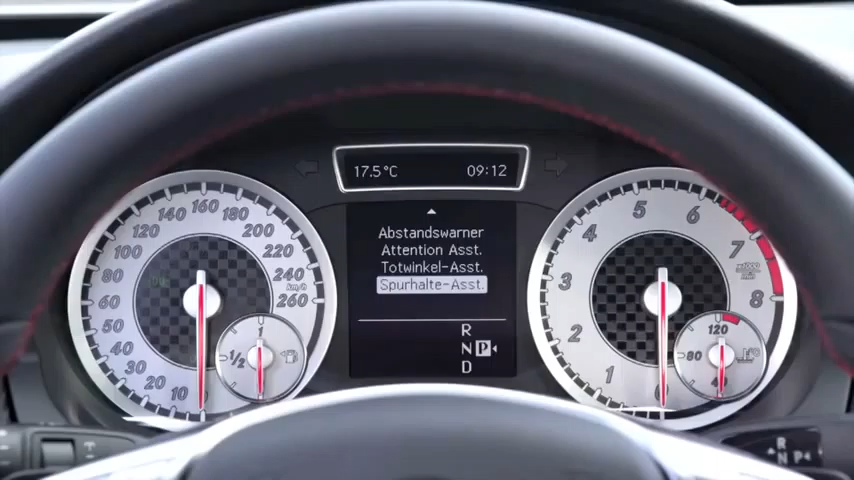 17.5°C 09:12
Abstandswarner
Attention Asst.
Totwinkel-Asst.
Spurhalte-Asst.
R
N P
D
10
20
30
40
50
60
80
100
120
140
160
180
200
220
240
km/h
260
1
1/2
1
2
3
4
5
6
7
8
120
80
R
N P